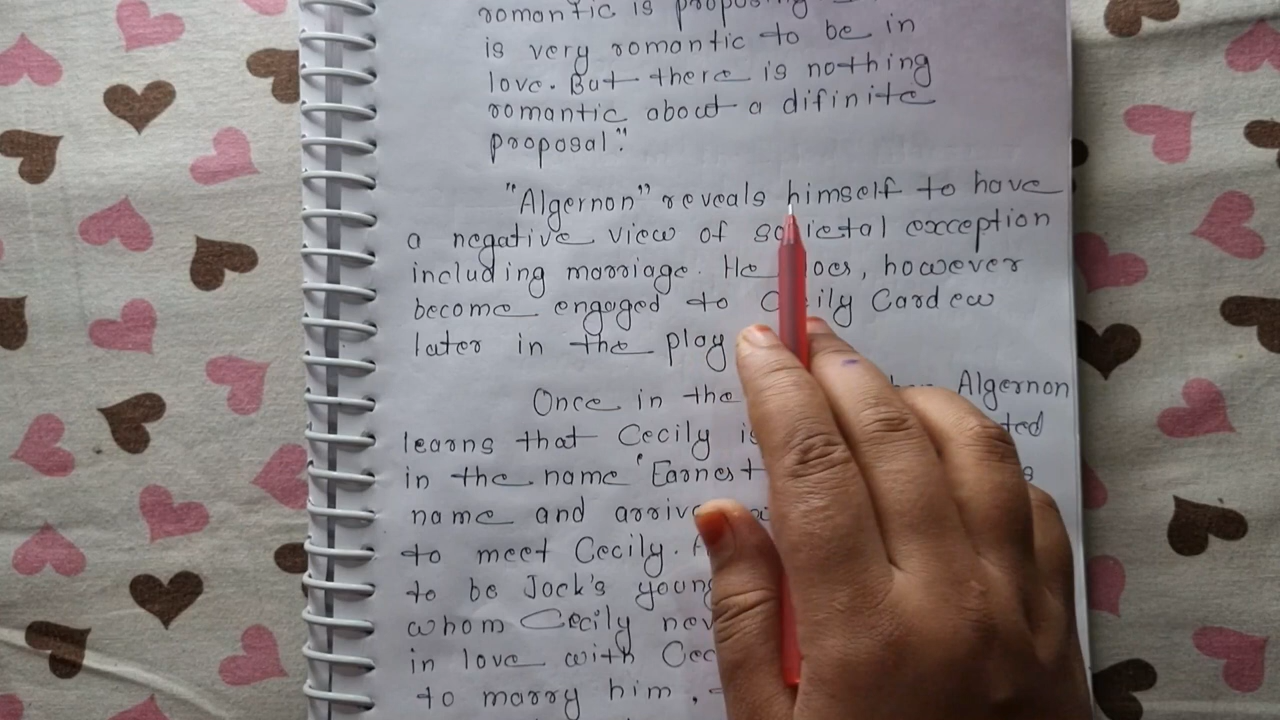 romantic is proposing
is very romantic to be in
love. But there is nothing
romantic about a difinite
proposal".
"Algernon" reveals himself to have
a negative view of societal exception
including marriage. He does, however
become engaged to Cecily Cardew
later in the play
Once in the Algernon
learns that Cecily is
in the name 'Earnest
name and
to meet Cecily.
to be Jack's
whom Cecily
in love with
to marry him.